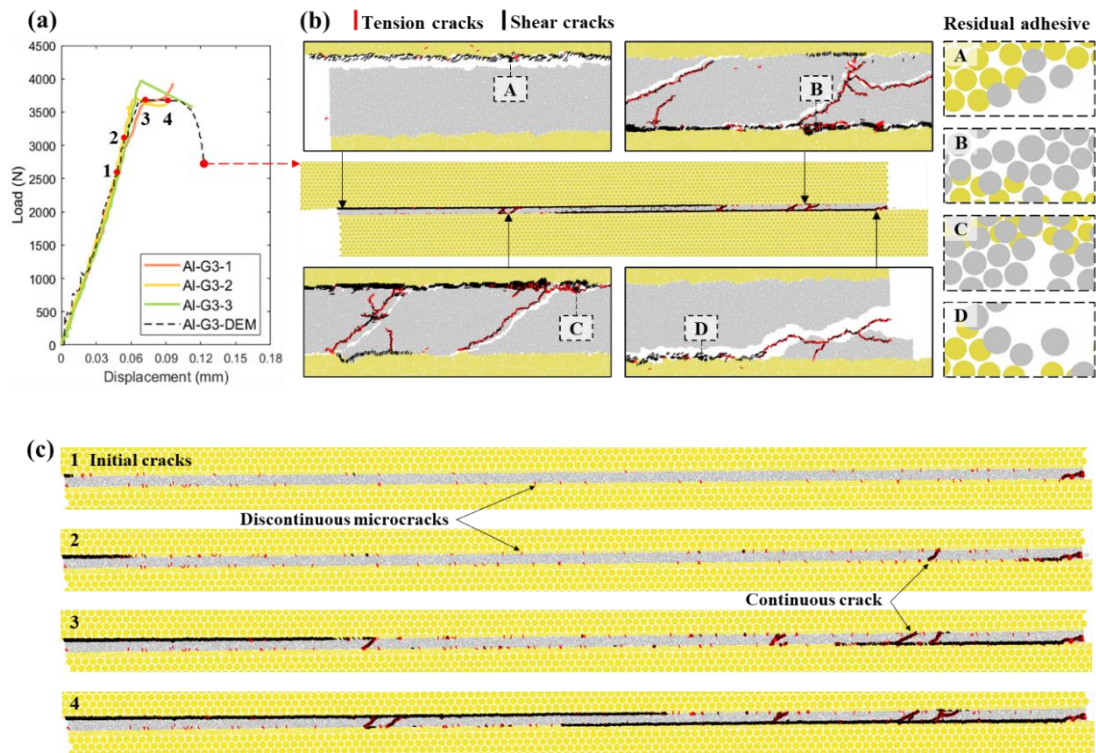 (a)
4500
4000
3500
3000
2500
2000
1500
1000
500
0
0 0.03 0.06 0.09 0.12 0.15 0.18
Load (N)
Displacement (mm)
1
2
3 4
Al-G3-1
Al-G3-2
Al-G3-3
Al-G3-DEM
(b)
Tension cracks Shear cracks
A
B
C
D
Residual adhesive
A
B
C
D
(c)
1 Initial cracks
Discontinuous microcracks
2
Continuous crack
3
4